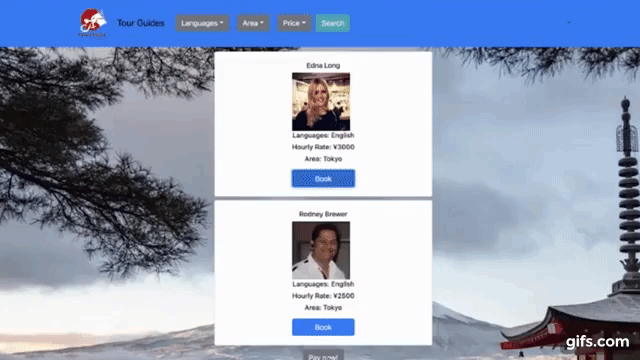 Tour Guides
Languages
Area
Price
Search
Edna Long
Languages: English
Hourly Rate: ¥3000
Area: Tokyo
Book
Rodney Brewer
Languages: English
Hourly Rate: ¥2500
Area: Tokyo
Book
Pay now!
gifs.com